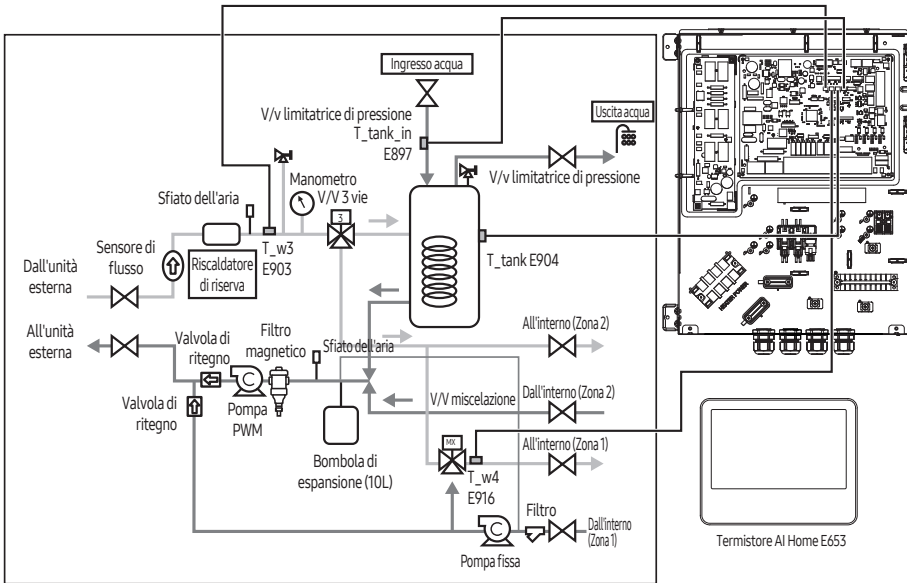 Ingresso acqua
V/v limitatrice di pressione
T_tank_in
E897
Uscita acqua
V/v limitatrice di pressione
Manometro
V/V 3 vie
3
Sfiato dell'aria
T_w3
E903
Sensore di
flusso
Riscaldatore
di riserva
Dall'unità
esterna
T_tank E904
All'unità
esterna
Valvola di
ritegno
Filtro
magnetico
Sfiato dell'aria
All'interno (Zona 2)
C
Pompa
PWM
Valvola di
ritegno
V/V miscelazione
Dall'interno (Zona 2)
Bombola di
espansione (10L)
MX
All'interno (Zona 1)
T_w4
E916
C
Pompa fissa
Filtro
Dall'interno
(Zona 1)
HEATER POWER
Termistore AI Home E653